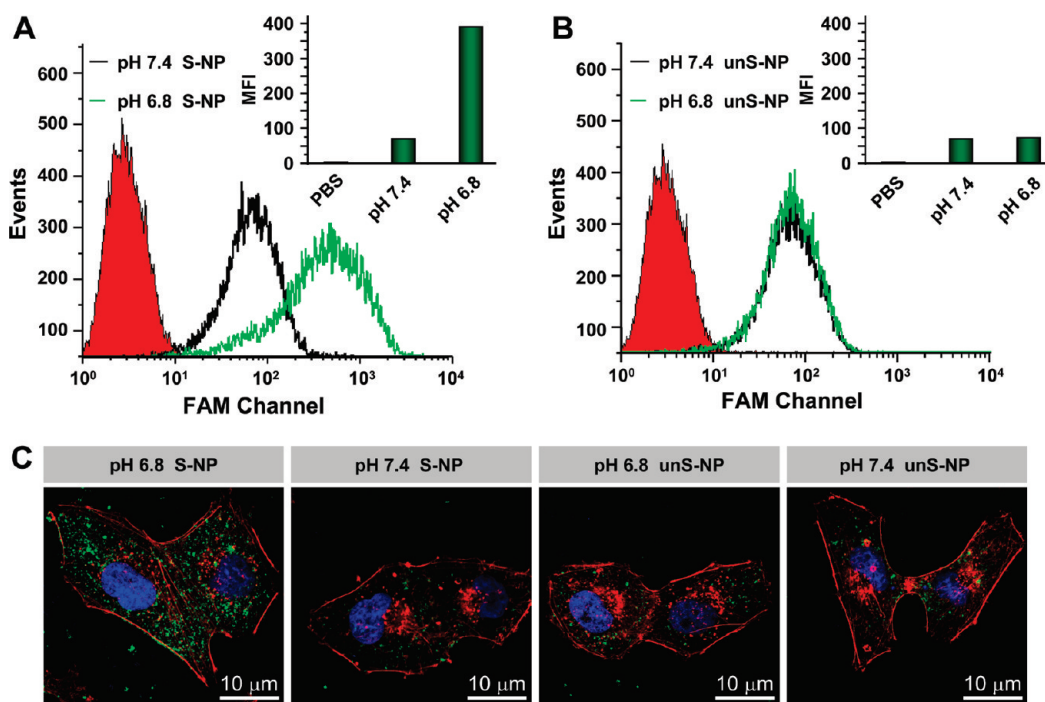 A
pH 7.4 S-NP
pH 6.8 S-NP
600
500
400
300
200
100
Events
10⁰ 10¹ 10² 10³ 10⁴
FAM Channel
400
300
200
100
0
MFI
PBS pH 7.4 pH 6.8
B
pH 7.4 unS-NP
pH 6.8 unS-NP
600
500
400
300
200
100
Events
10⁰ 10¹ 10² 10³ 10⁴
FAM Channel
400
300
200
100
0
MFI
PBS pH 7.4 pH 6.8
C
pH 6.8 S-NP
pH 7.4 S-NP
pH 6.8 unS-NP
pH 7.4 unS-NP
10 μm
10 μm
10 μm
10 μm